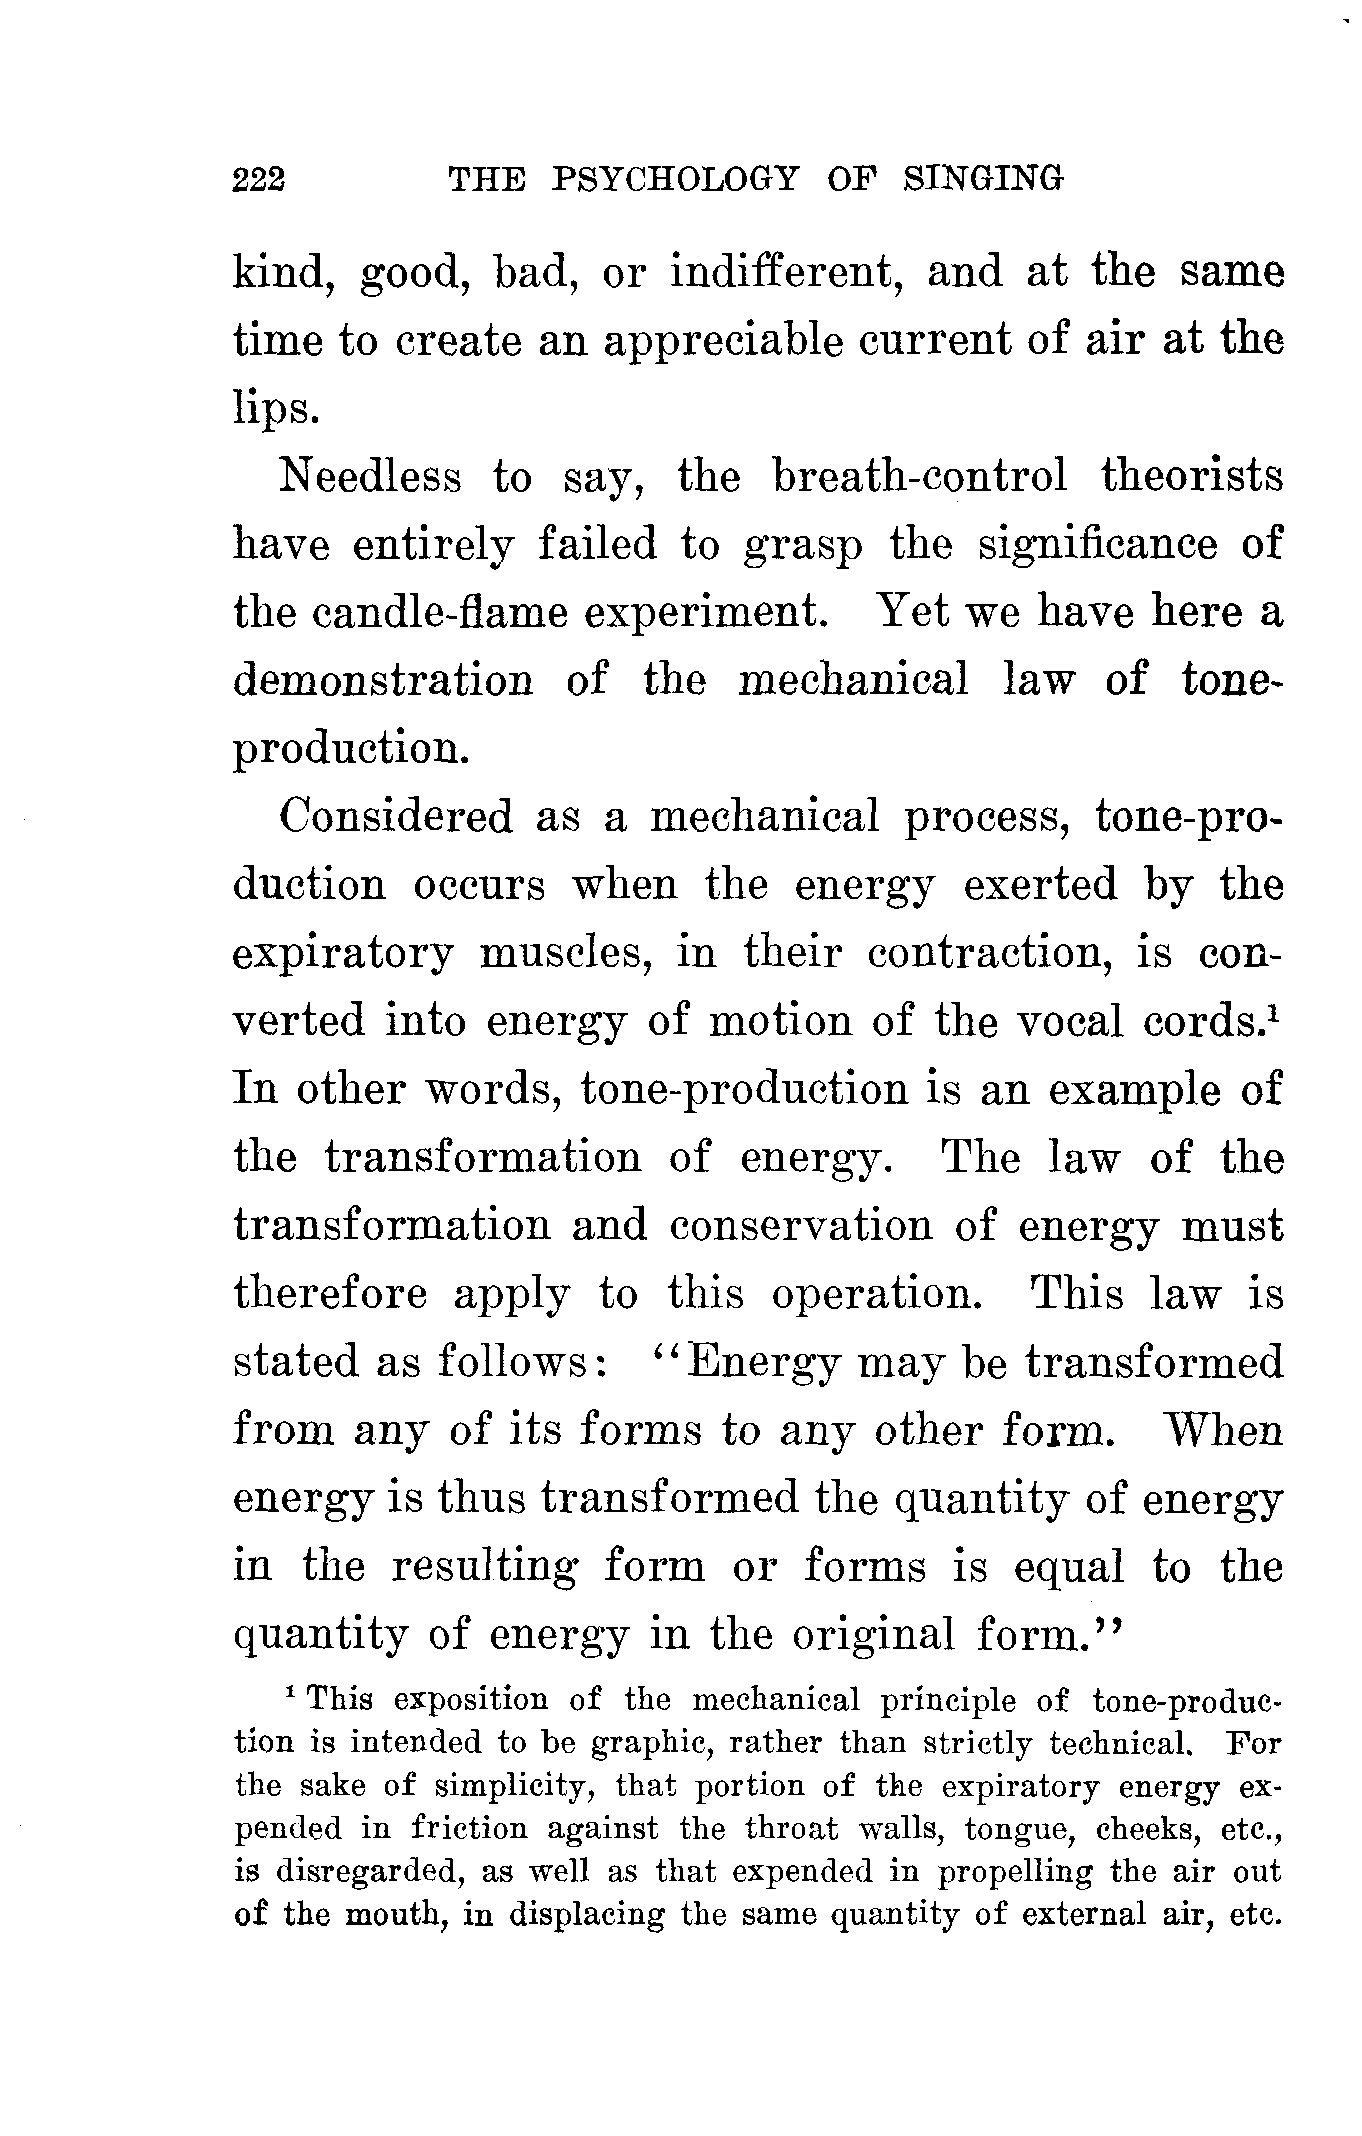 222 THE PSYCHOLOGY OF SINGING
kind, good, bad, or indifferent, and at the same
time to create an appreciable current of air at the
lips.
Needless to say, the breath-control theorists
have entirely failed to grasp the significance of
the candle-flame experiment. Yet we have here a
demonstration of the mechanical law of tone-
production.
Considered as a mechanical process, tone-pro-
duction occurs when the energy exerted by the
expiratory muscles, in their contraction, is con-
verted into energy of motion of the vocal cords.¹
In other words, tone-production is an example of
the transformation of energy. The law of the
transformation and conservation of energy must
therefore apply to this operation. This law is
stated as follows: "Energy may be transformed
from any of its forms to any other form. When
energy is thus transformed the quantity of energy
in the resulting form or forms is equal to the
quantity of energy in the original form."
¹ This exposition of the mechanical principle of tone-produc-
tion is intended to be graphic, rather than strictly technical. For
the sake of simplicity, that portion of the expiratory energy ex-
pended in friction against the throat walls, tongue, cheeks, etc.,
is disregarded, as well as that expended in propelling the air out
of the mouth, in displacing the same quantity of external air, etc.